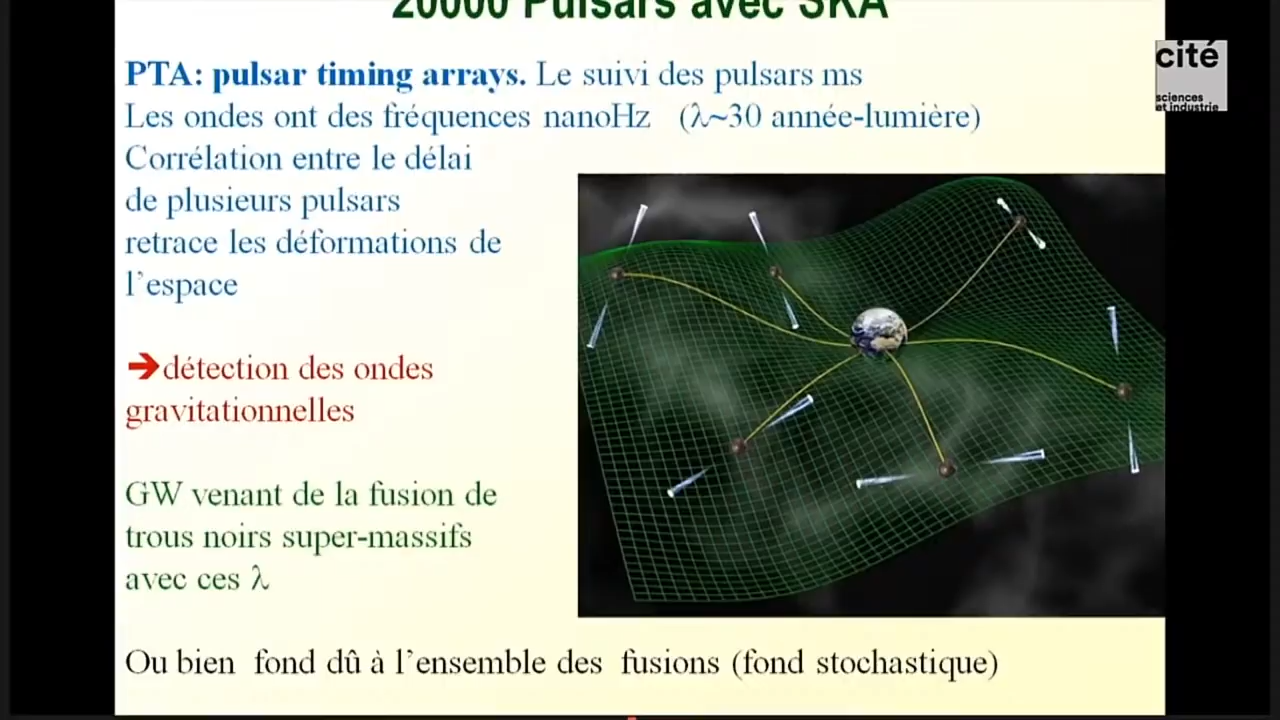 20000 Pulsars avec SKA
cité
sciences
et industrie
PTA: pulsar timing arrays. Le suivi des pulsars ms
Les ondes ont des fréquences nanoHz (λ~30 année-lumière)
Corrélation entre le délai
de plusieurs pulsars
retrace les déformations de
l’espace
➔détection des ondes
gravitationnelles
GW venant de la fusion de
trous noirs super-massifs
avec ces λ
Ou bien fond dû à l’ensemble des fusions (fond stochastique)